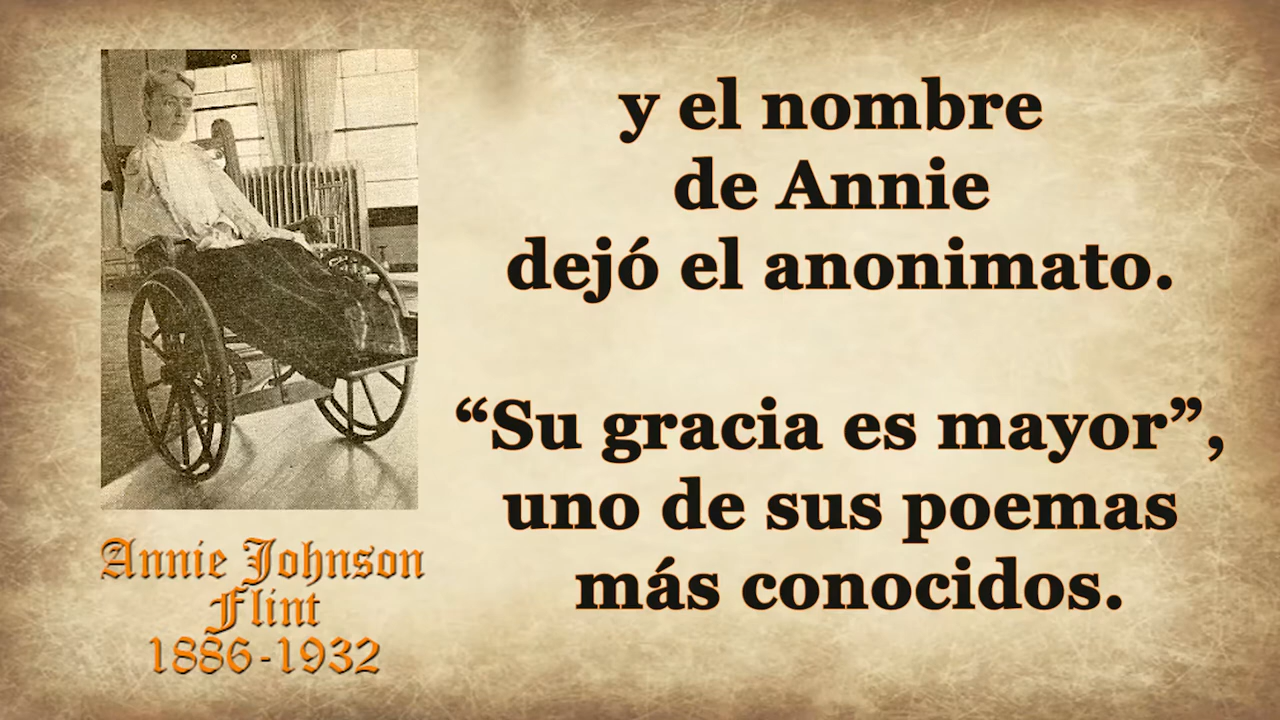 y el nombre
de Annie
dejó el anonimato.
“Su gracia es mayor”,
uno de sus poemas
más conocidos.
Annie Johnson
Flint
1886-1932